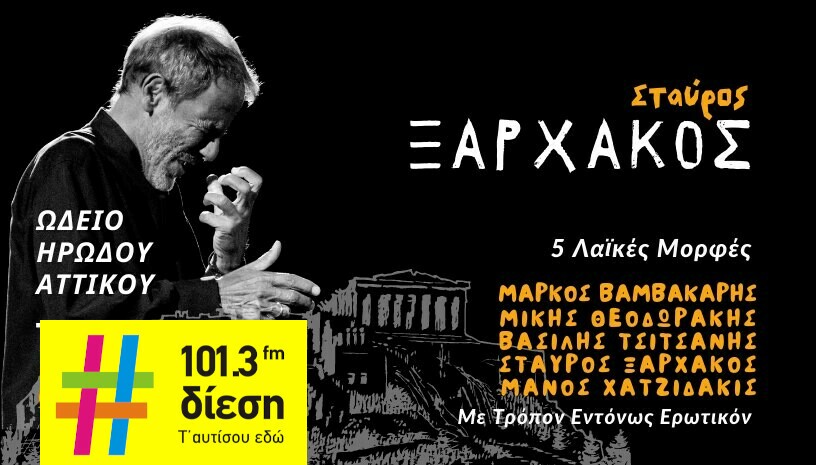 Σταύρος
ΞΑΡΧΑΚΟΣ
ΩΔΕΙΟ
ΗΡΩΔΟΥ
ΑΤΤΙΚΟΥ
5 Λαϊκές Μορφές
ΜΑΡΚΟΣ ΒΑΜΒΑΚΑΡΗΣ
ΜΙΚΗΣ ΘΕΟΔΩΡΑΚΗΣ
ΒΑΣΙΛΗΣ ΤΣΙΤΣΑΝΗΣ
ΣΤΑΥΡΟΣ ΞΑΡΧΑΚΟΣ
ΜΑΝΟΣ ΧΑΤΖΙΔΑΚΙΣ
Με Τρόπον Εντόνως Ερωτικόν
101.3 fm
δίεση
Τ'αυτίσου εδώ